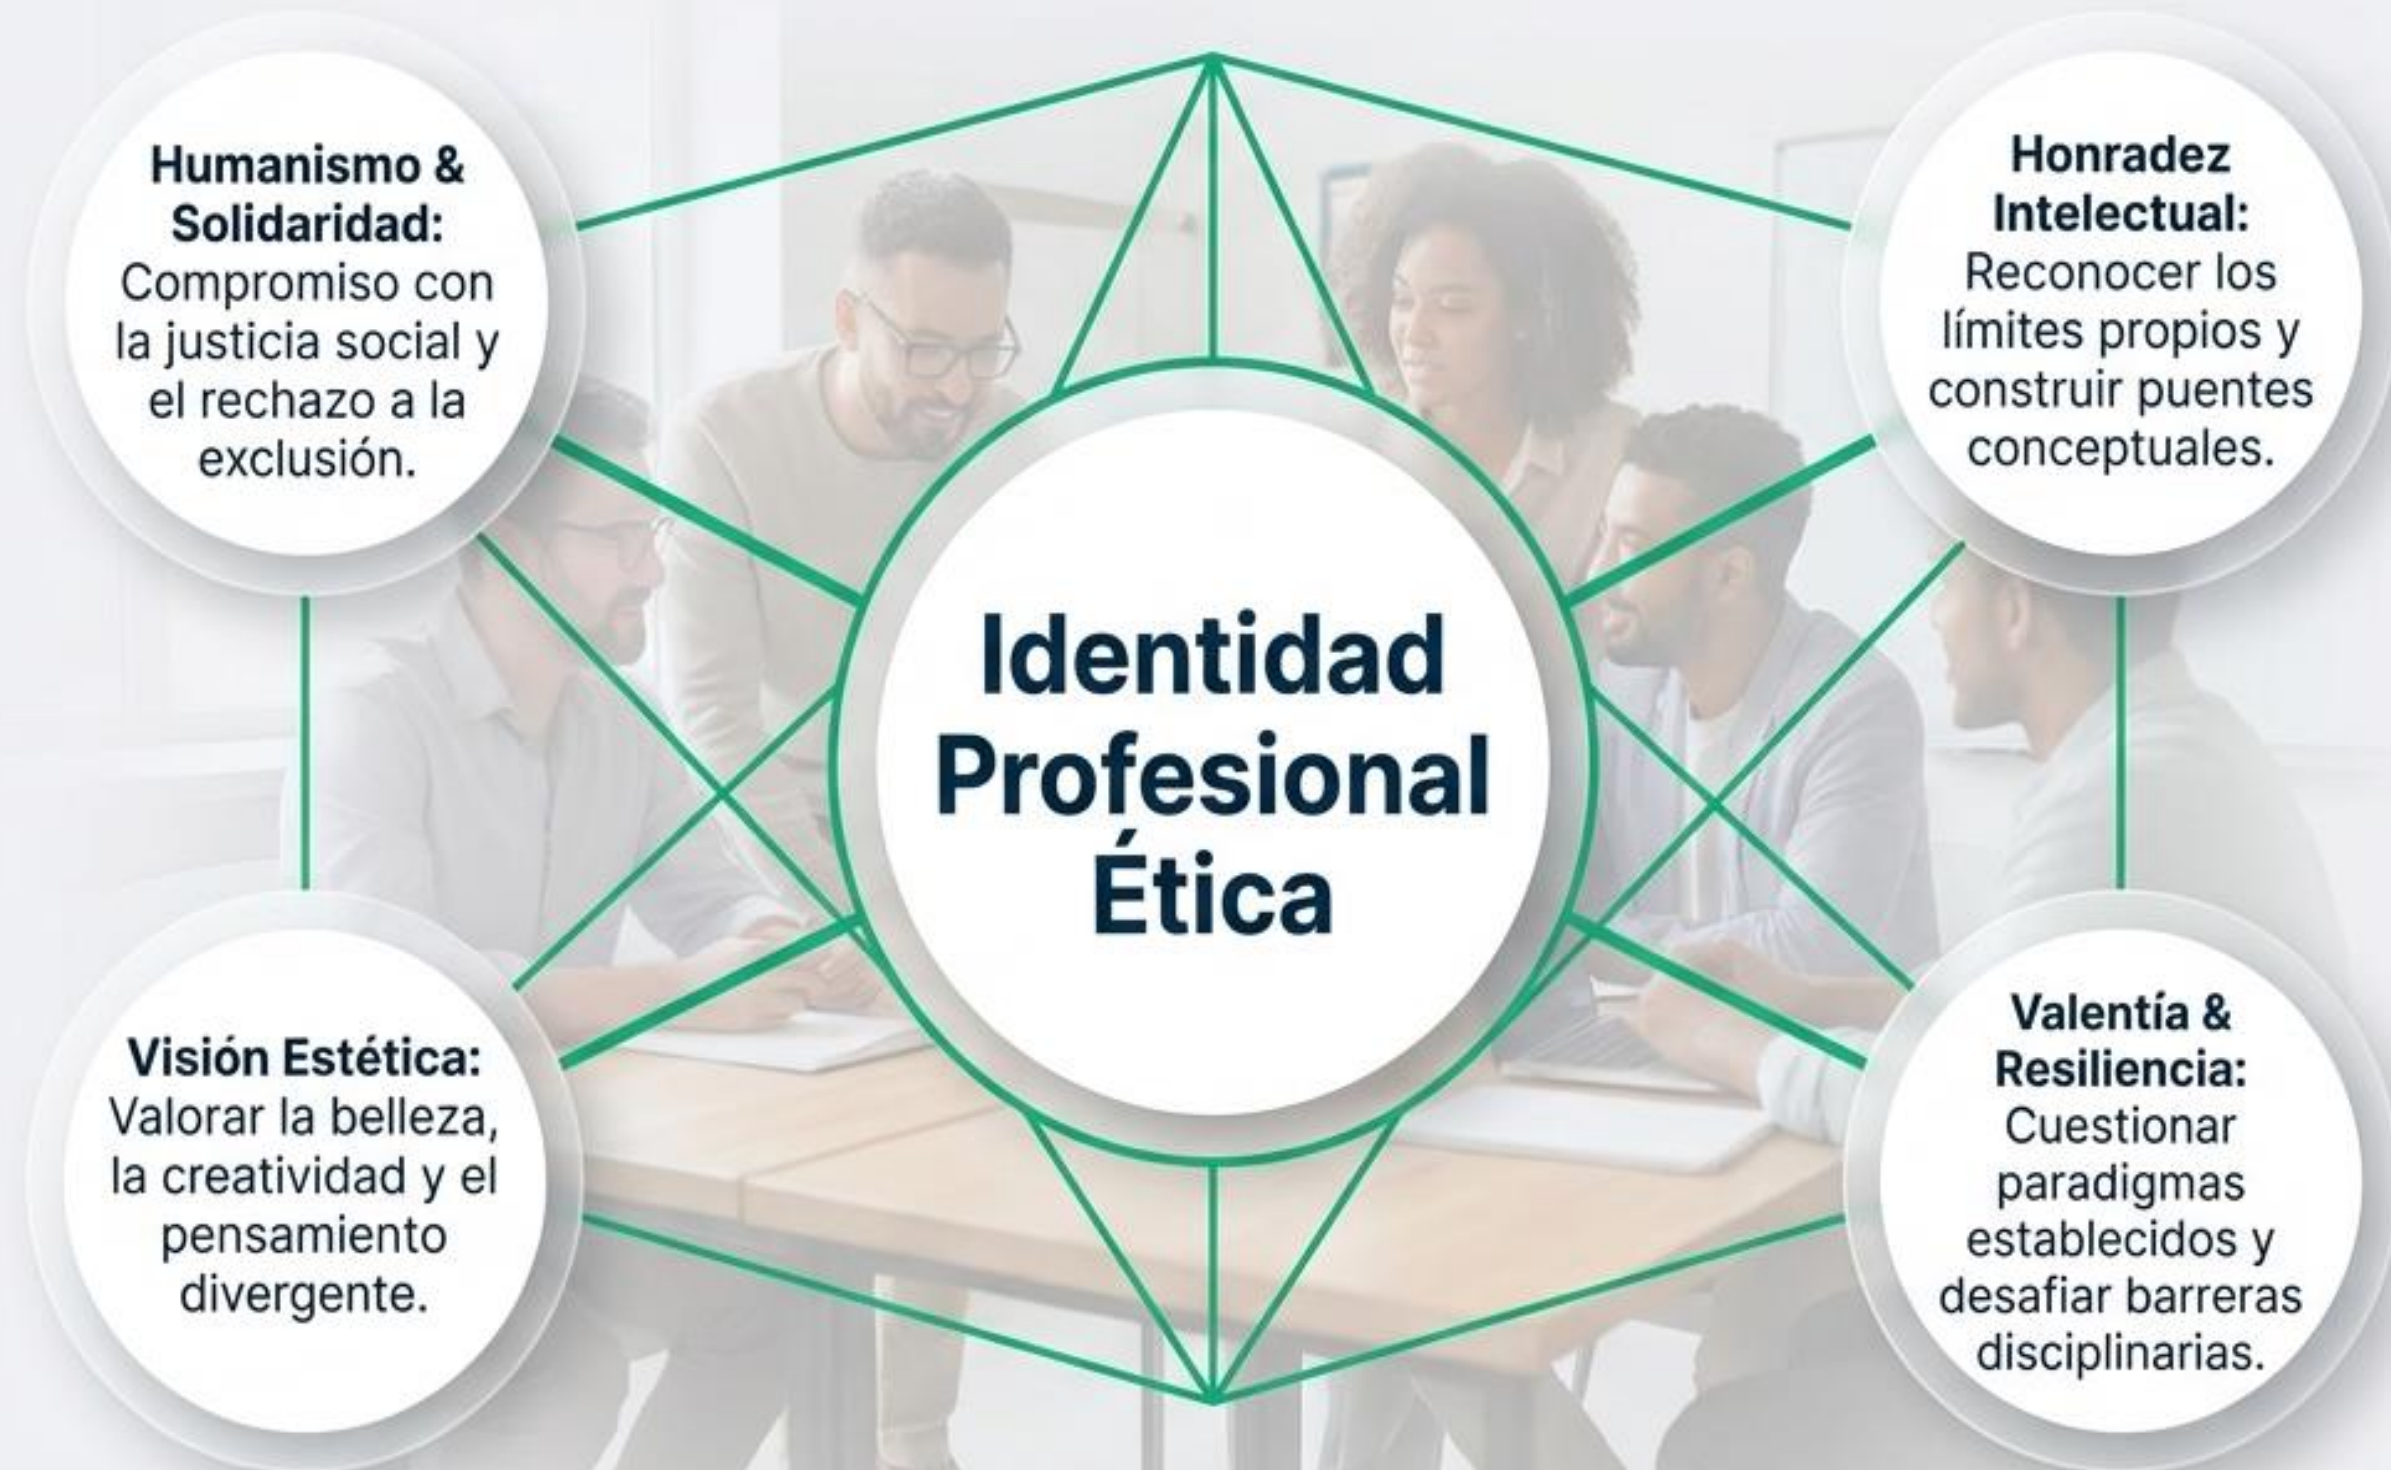 Humanismo &
Solidaridad:
Compromiso con
la justicia social y
el rechazo a la
exclusión.
Honradez
Intelectual:
Reconocer los
límites propios y
construir puentes
conceptuales.
Identidad
Profesional
Ética
Visión Estética:
Valorar la belleza,
la creatividad y el
pensamiento
divergente.
Valentía &
Resiliencia:
Cuestionar
paradigmas
establecidos y
desafiar barreras
disciplinarias.